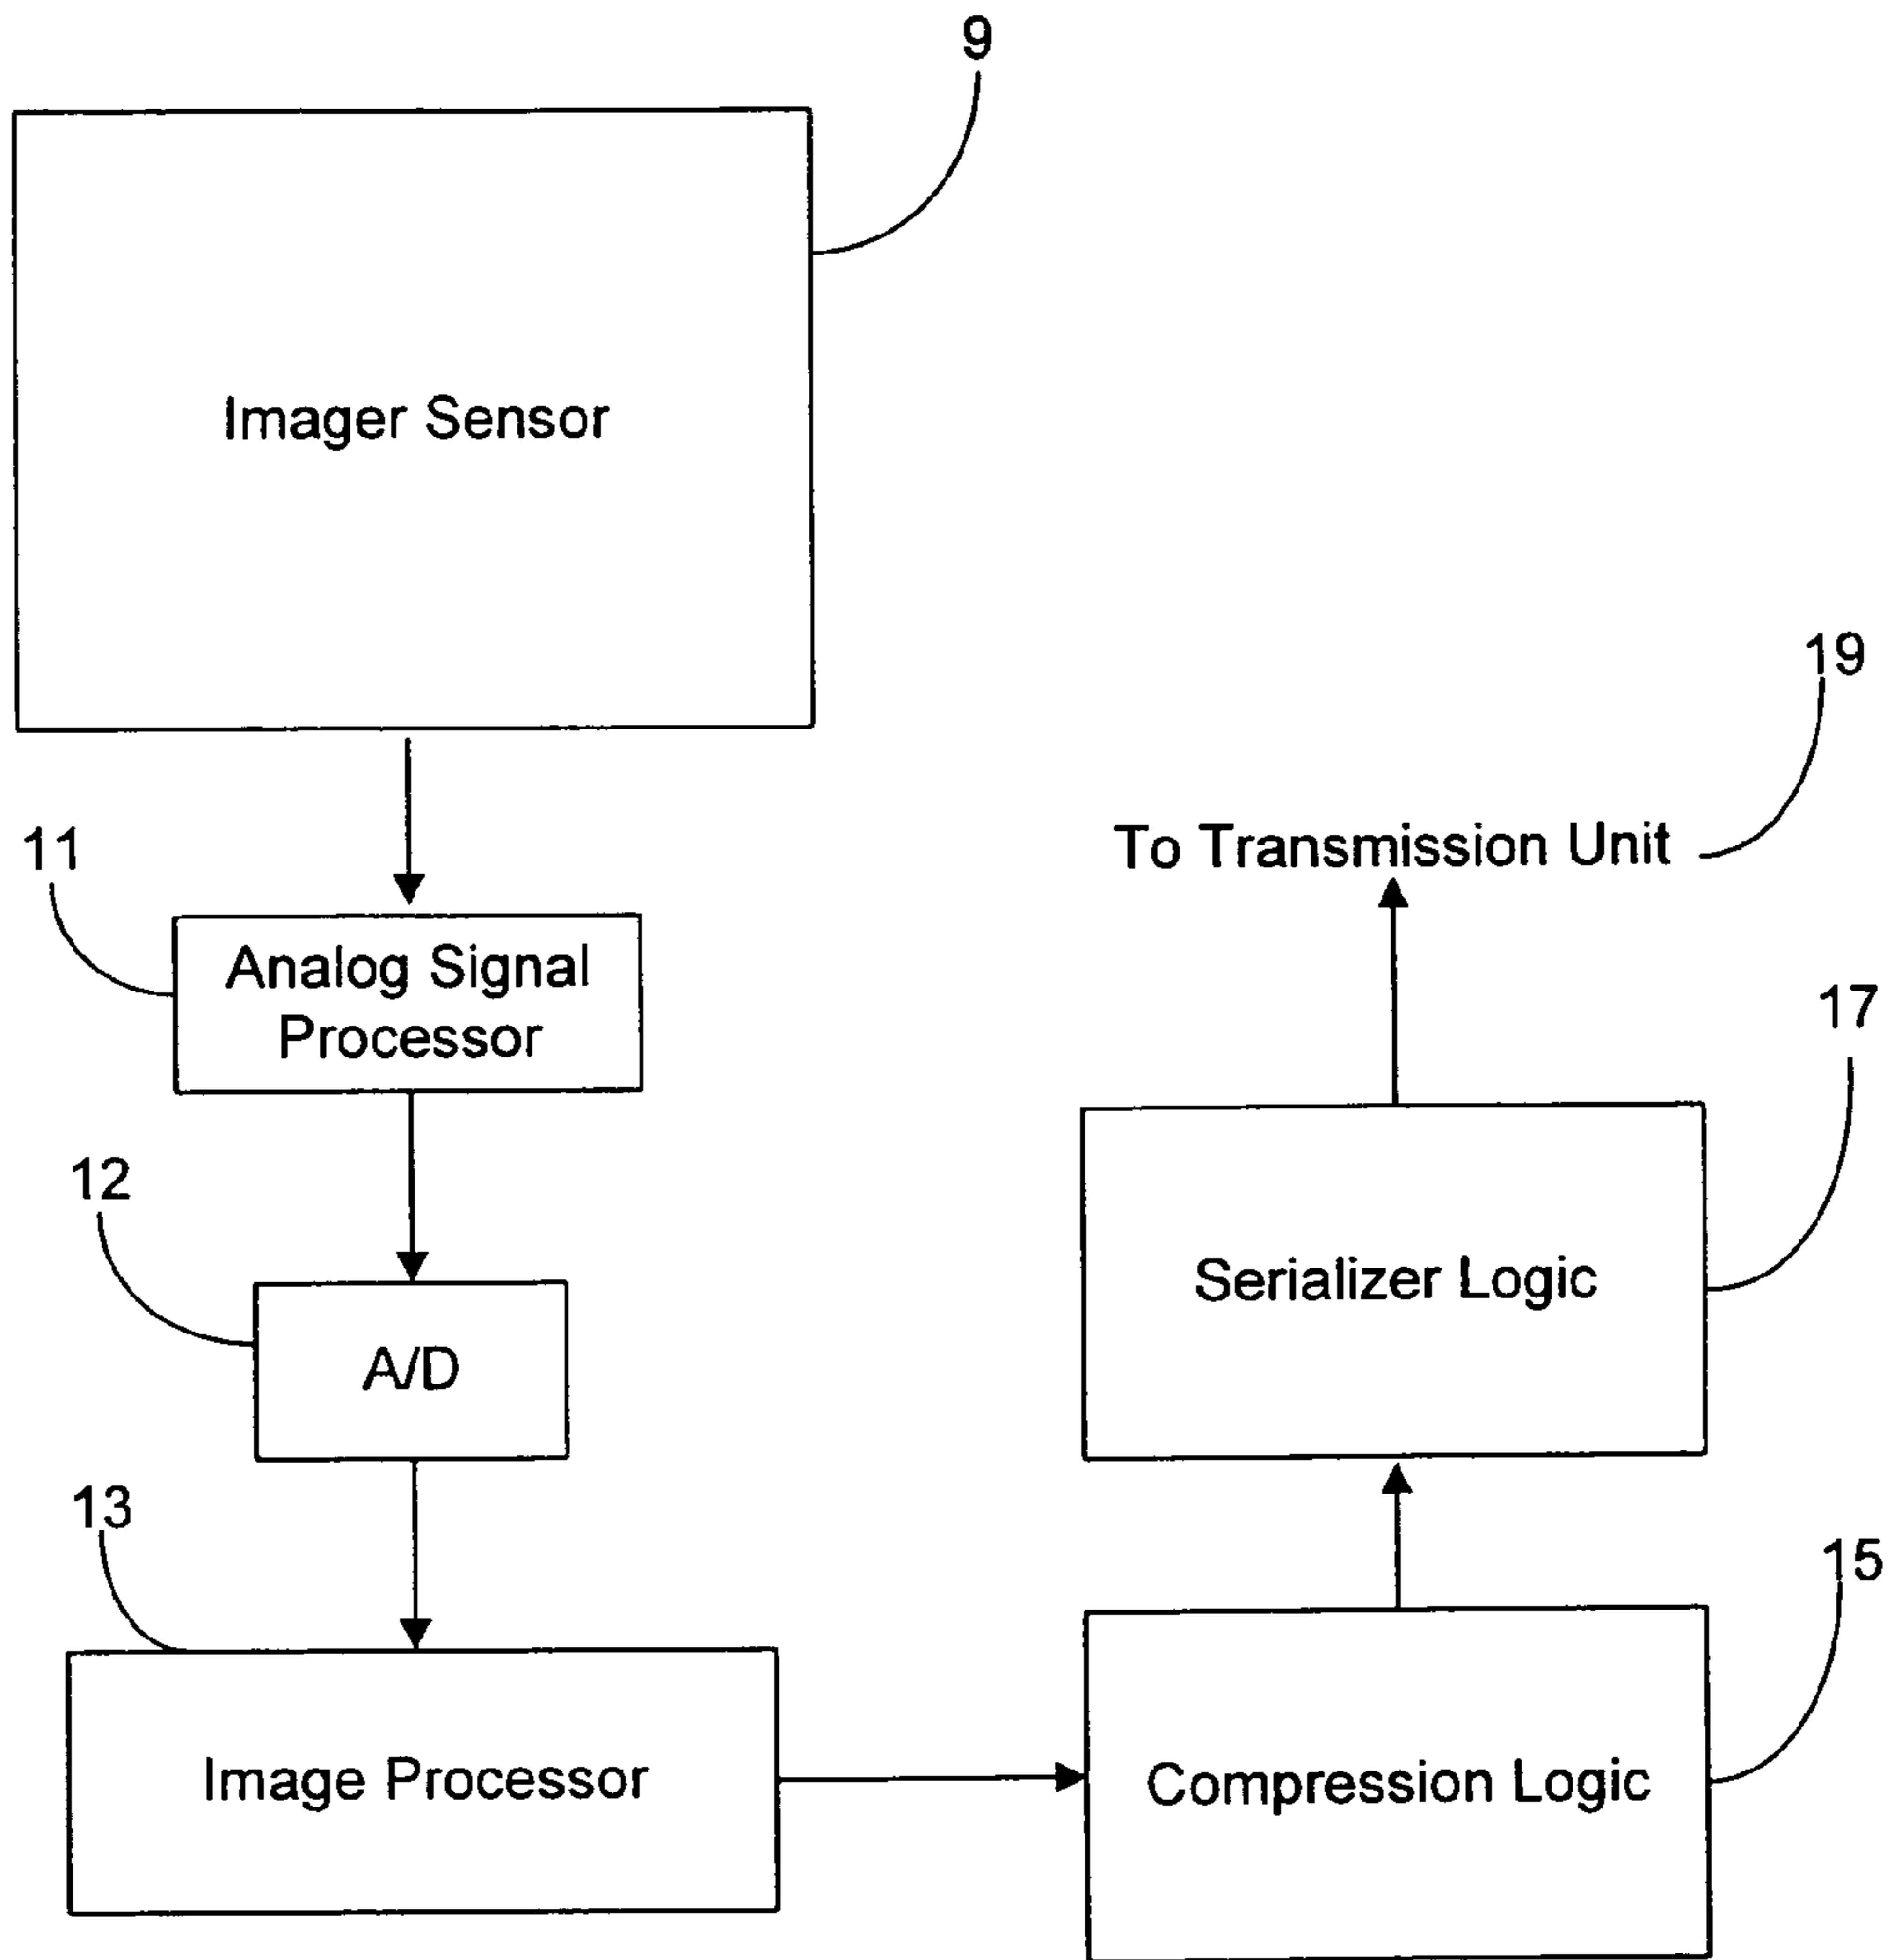 9
Imager Sensor
19
To Transmission Unit
11
Analog Signal
Processor
17
12
Serializer Logic
A/D
13
15
Image Processor
Compression Logic